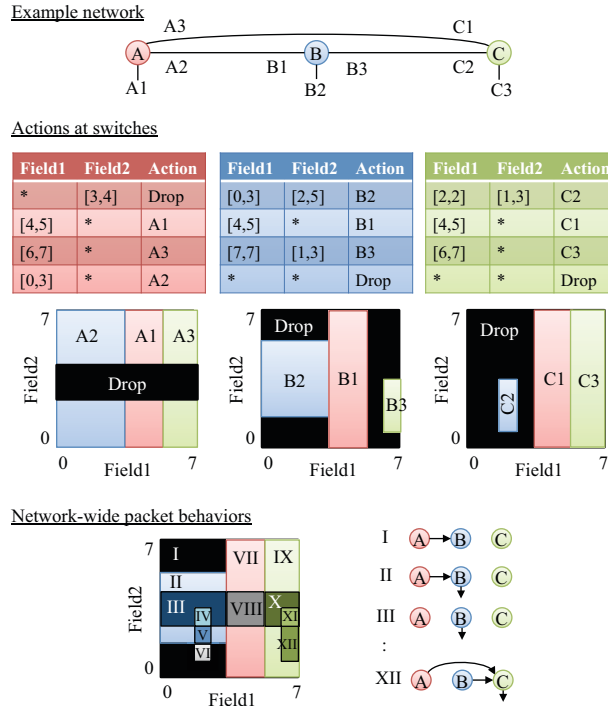 Example network
A3 C1
A B C
A2 B1 B3 C2
A1 B2 C3
Actions at switches
Field1 Field2 Action
* [3,4] Drop
[4,5] * A1
[6,7] * A3
[0,3] * A2
Field1 Field2 Action
[0,3] [2,5] B2
[4,5] * B1
[7,7] [1,3] B3
* * Drop
Field1 Field2 Action
[2,2] [1,3] C2
[4,5] * C1
[6,7] * C3
* * Drop
7
A2 A1 A3
Drop
Field2
0
0 7
Field1
7
Drop
B2 B1 B3
Field2
0
0 7
Field1
7
Drop
C2 C1 C3
Field2
0
0 7
Field1
Network-wide packet behaviors
7
I VII IX
II
III IV VIII X XI
V XII
VI
Field2
0
0 7
Field1
I A B C
II A B C
III A B C
:
XII A B C